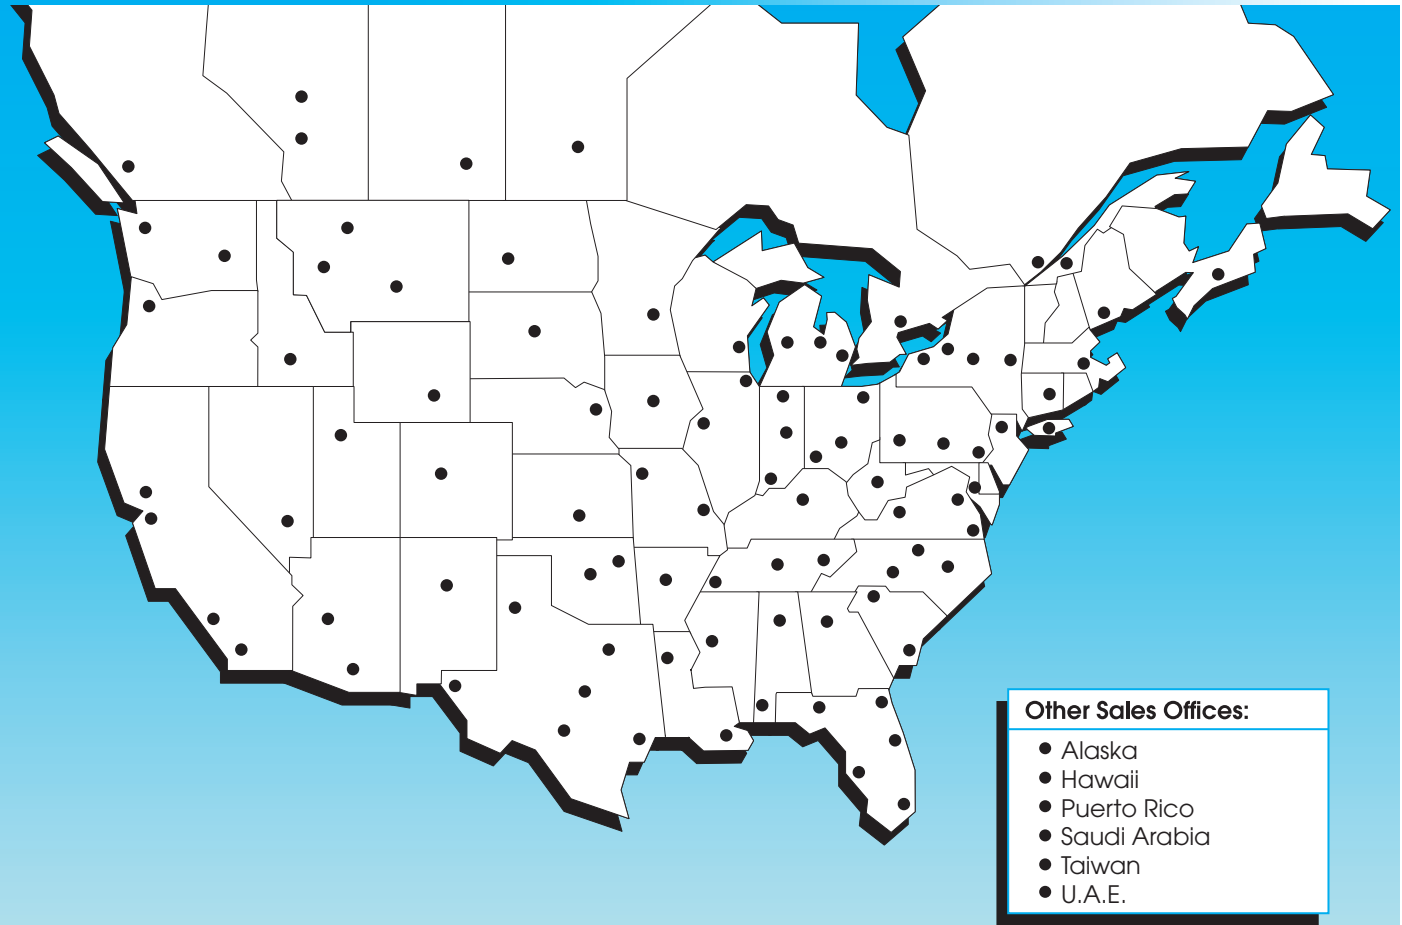 Other Sales Offices:
● Alaska
● Hawaii
● Puerto Rico
● Saudi Arabia
● Taiwan
● U.A.E.